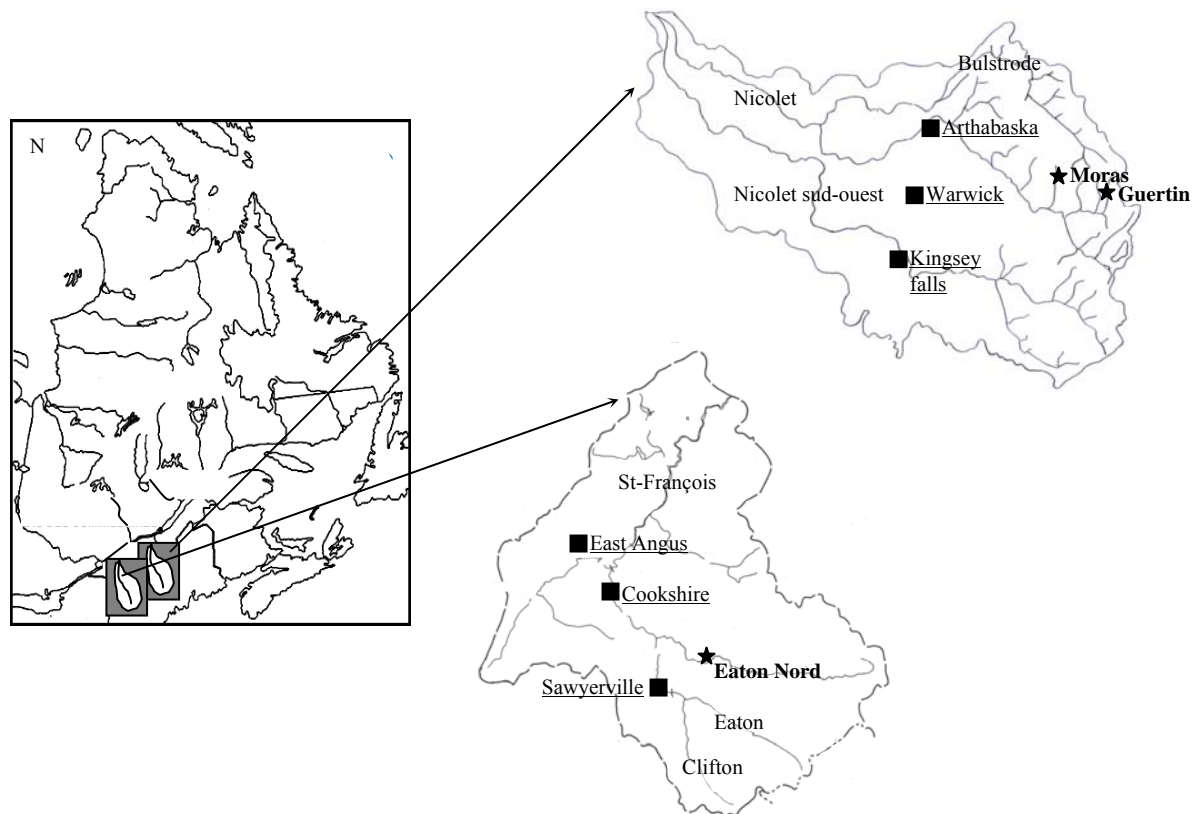 N
Bulstrode
Nicolet
Arthabaska
Moras
Guertin
Nicolet sud-ouest
Warwick
Kingsey
falls
St-François
East Angus
Cookshire
Eaton Nord
Sawyerville
Eaton
Clifton